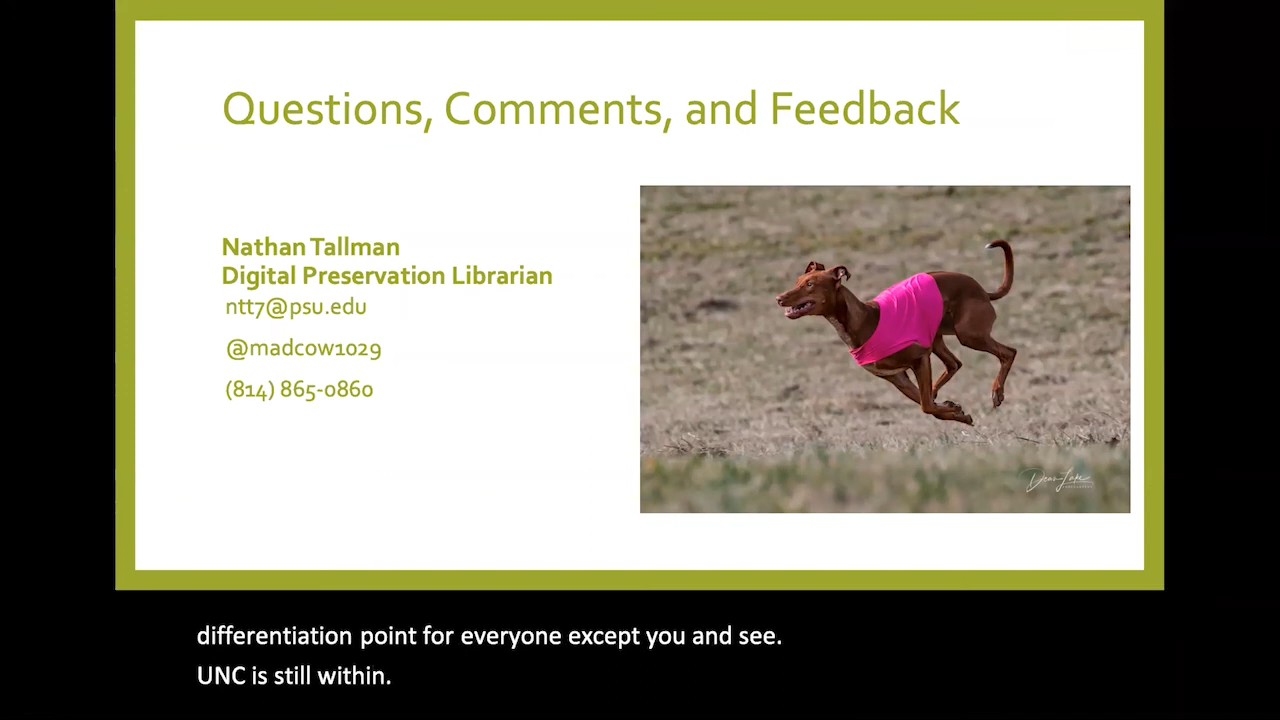 Questions, Comments, and Feedback
Nathan Tallman
Digital Preservation Librarian
ntt7@psu.edu
@madcow1029
(814) 865-0860
differentiation point for everyone except you and see.
UNC is still within.